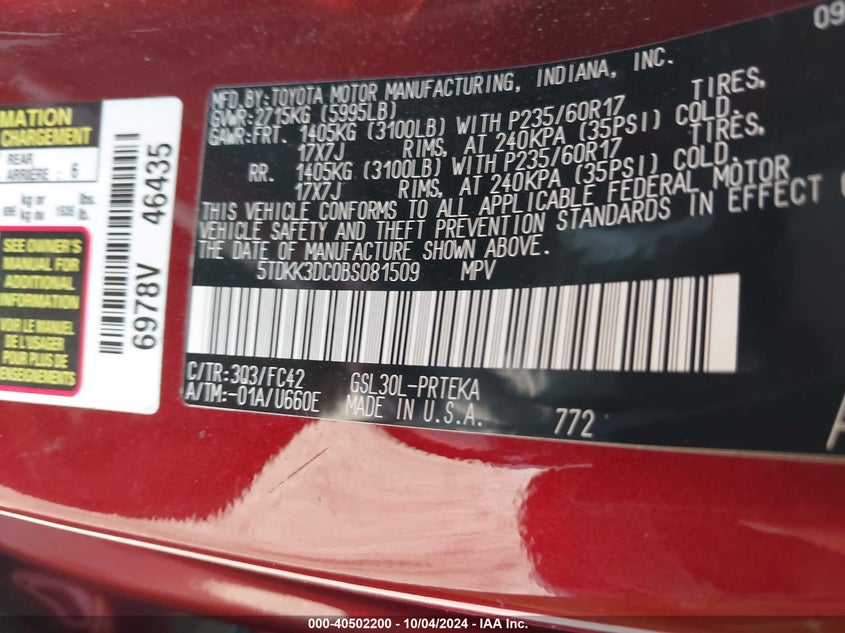 09
MFD.BY:TOYOTA MOTOR MANUFACTURING, INDIANA, INC.
GVWR:2715KG (5995LB)
GAWR:FRT. 1405KG (3100LB) WITH P235/60R17 TIRES,
17X7J RIMS, AT 240KPA (35PSI) COLD.
RR. 1405KG (3100LB) WITH P235/60R17 TIRES,
17X7J RIMS, AT 240KPA (35PSI) COLD.
THIS VEHICLE CONFORMS TO ALL APPLICABLE FEDERAL MOTOR
VEHICLE SAFETY AND THEFT PREVENTION STANDARDS IN EFFECT
THE DATE OF MANUFACTURE SHOWN ABOVE.
5TDKK3DC0BS081509 MPV
C/TR:3Q3/FC42 GSL30L-PRTEKA
A/TM:-01A/U660E MADE IN U.S.A.
772
MATION
CHARGEMENT
REAR
ARRIÈRE : 6
kg or lbs.
kg ou lb.
SEE OWNER'S
MANUAL FOR
ADDITIONAL
INFORMATION
VOIR LE MANUEL
DE L'USAGER
POUR PLUS DE
RENSEIGNEMENTS
6978V 46435
000-40502200 - 10/04/2024 - IAA Inc.